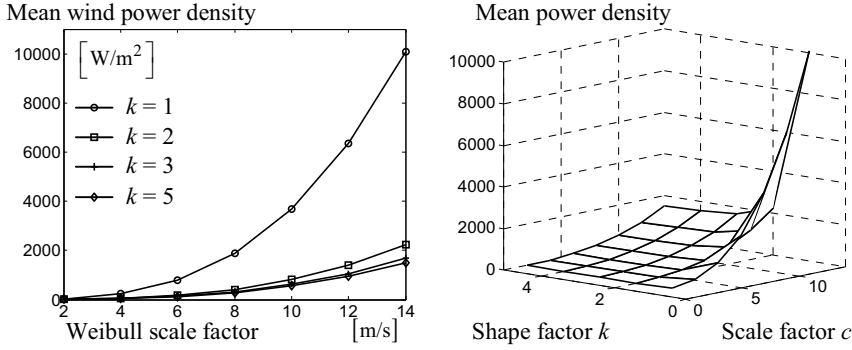 Mean wind power density
10000
8000
6000
4000
2000
0
[W/m²]
k = 1
k = 2
k = 3
k = 5
2 4 6 8 10 12 14
Weibull scale factor [m/s]
Mean power density
10000
8000
6000
4000
2000
0
4 2 0
0 5 10
Shape factor k
Scale factor c